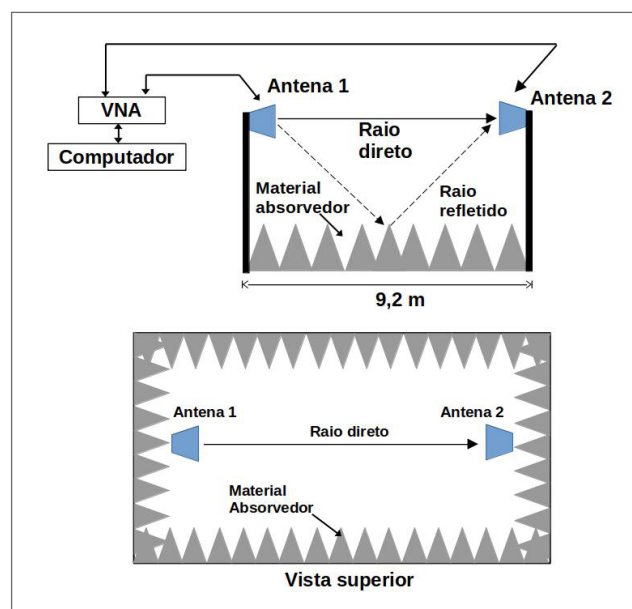 Antena 1
Antena 2
VNA
Computador
Raio
direto
Material
absorvedor
Raio
refletido
9,2 m
Antena 1
Antena 2
Raio direto
Material
Absorvedor
Vista superior